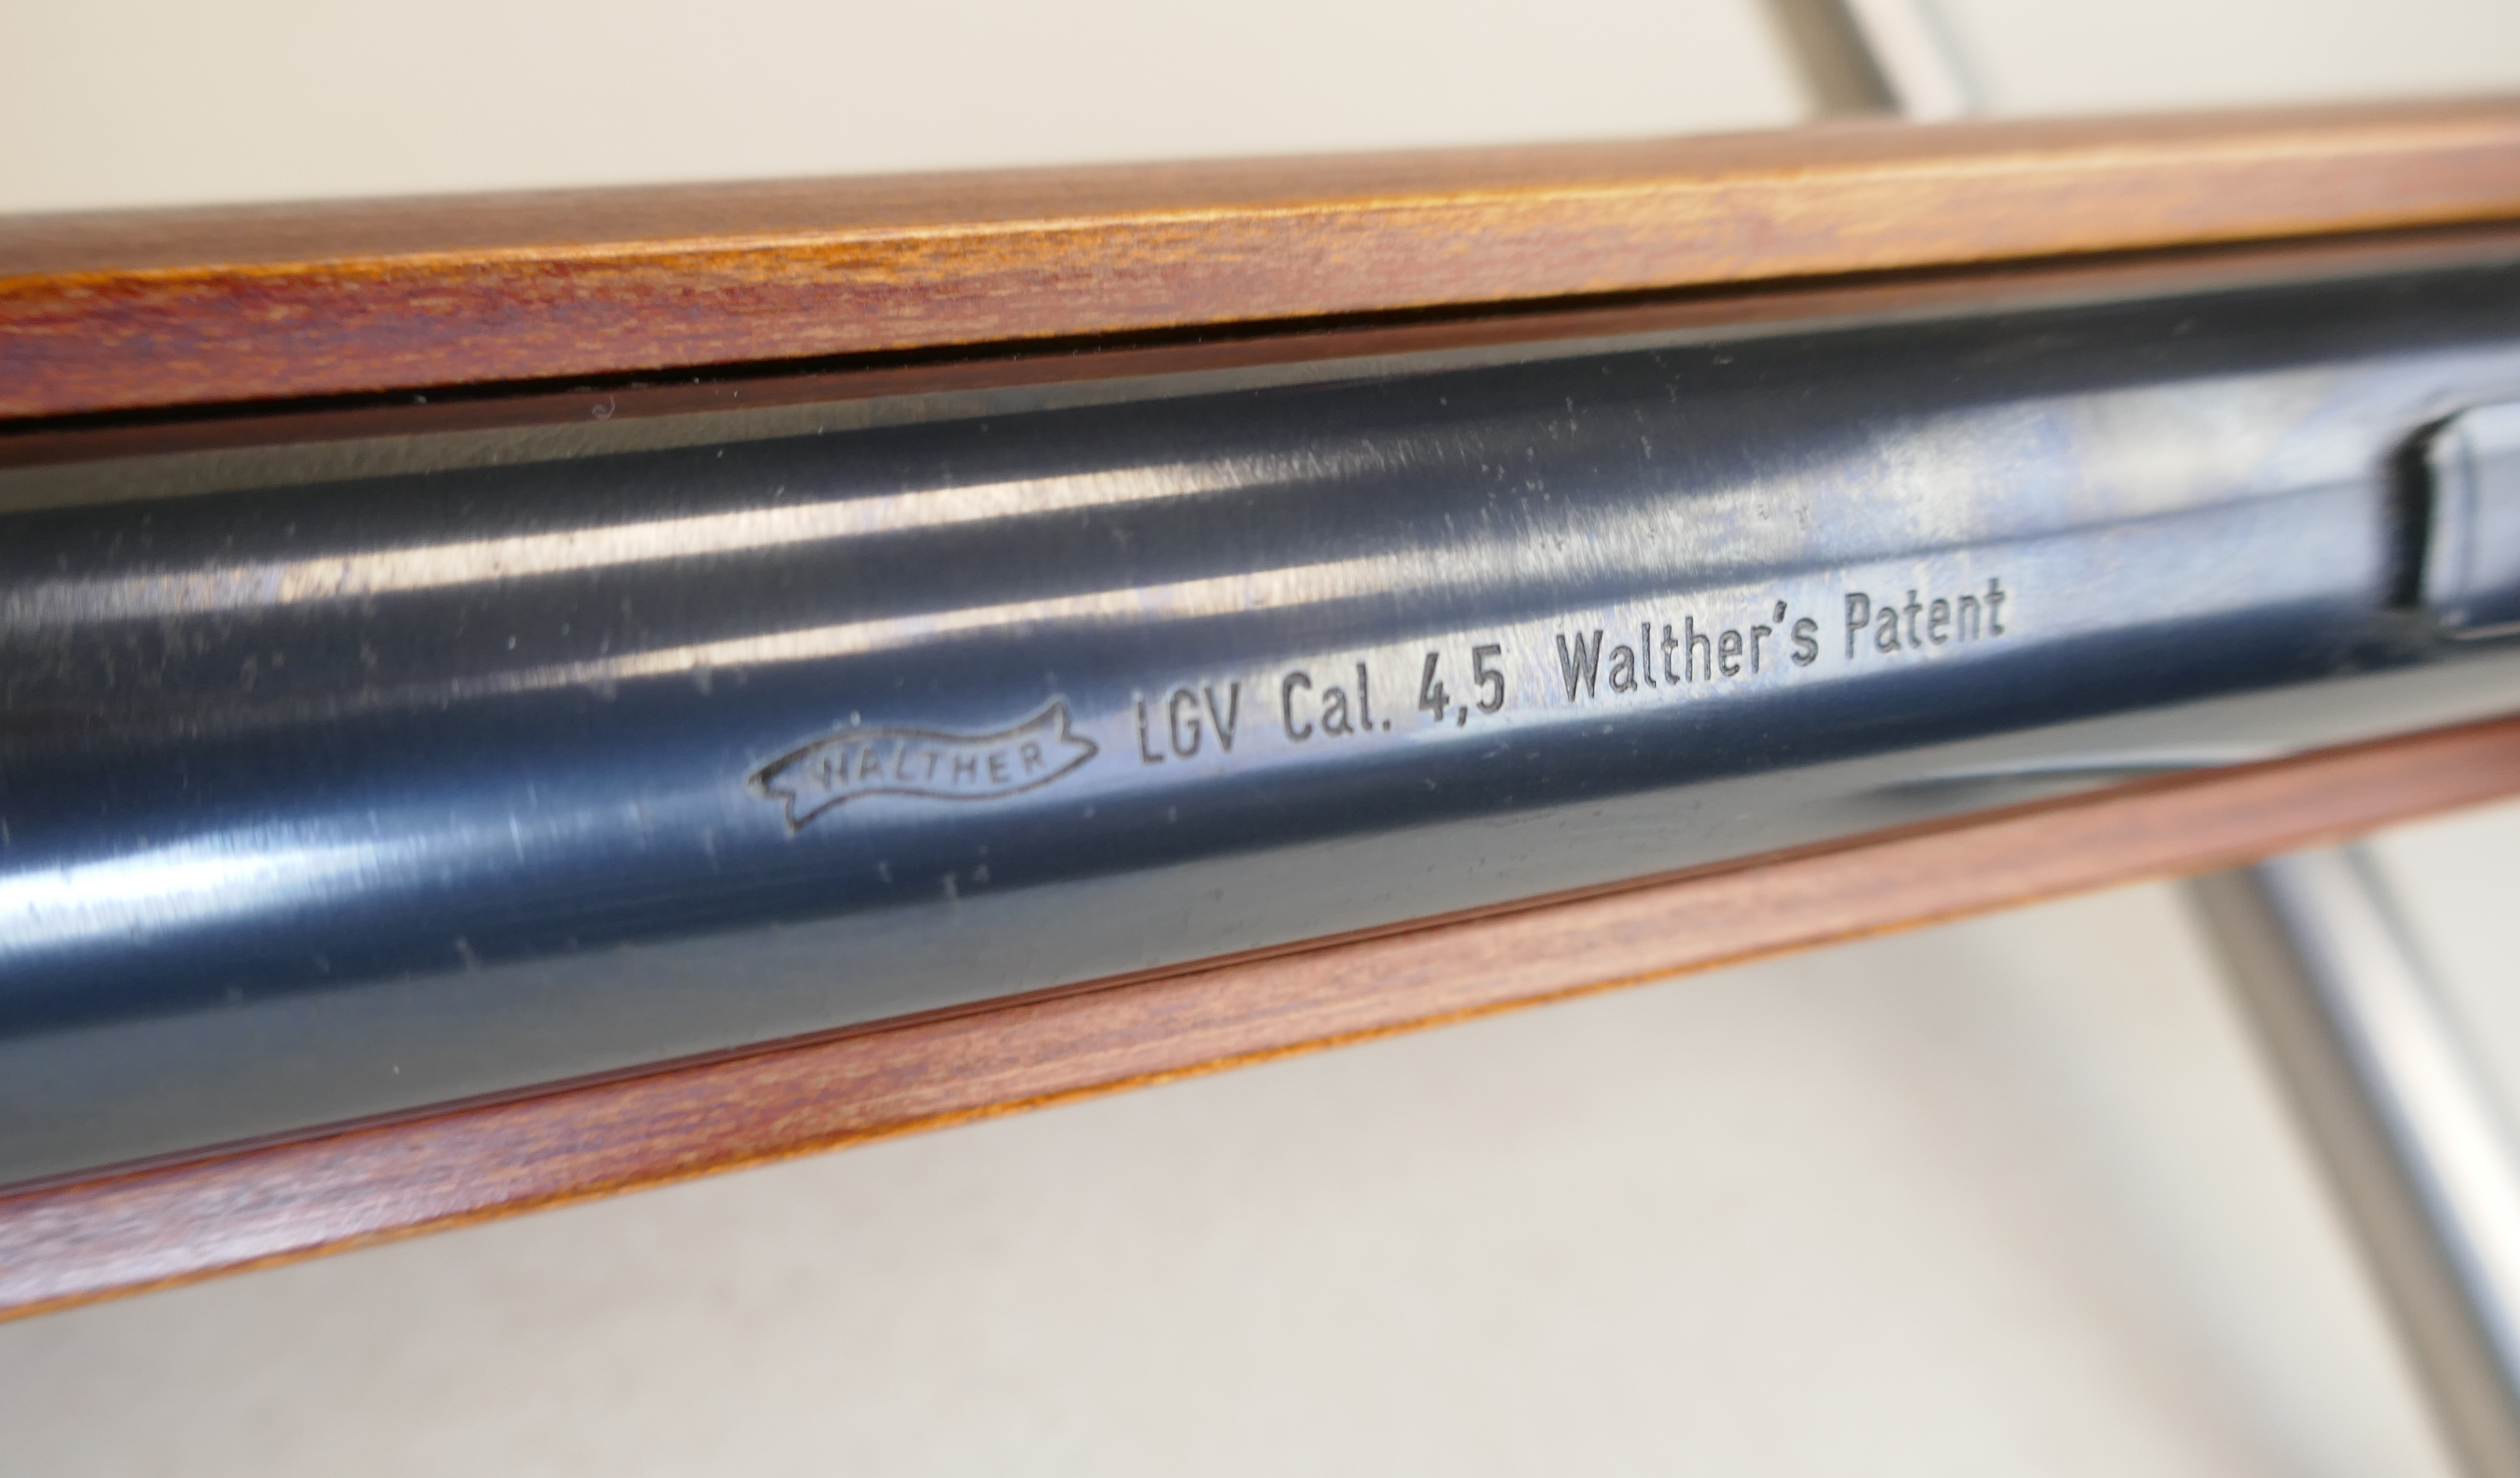 WALTHER LGV Cal. 4,5 Walther's Patent